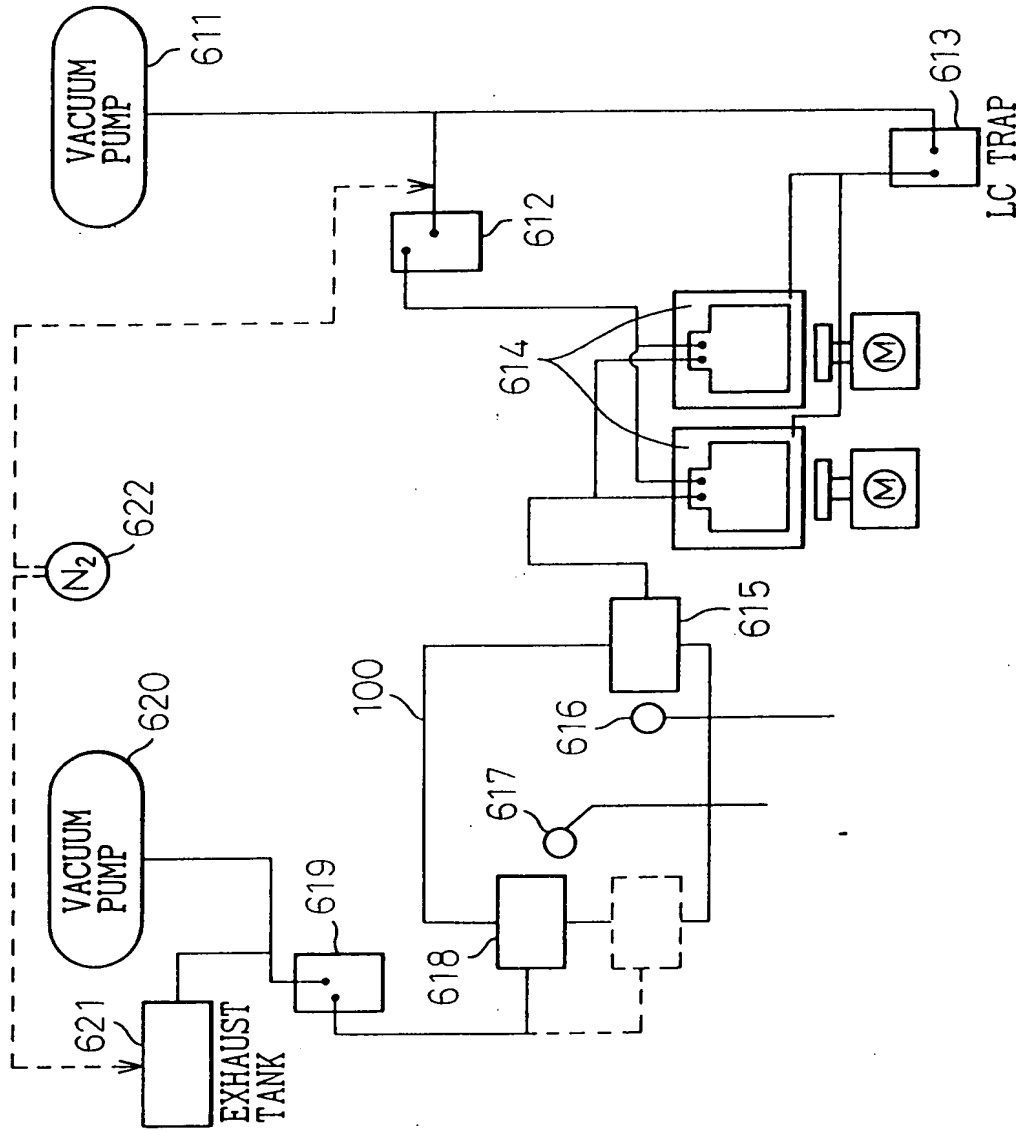 VACUUM
PUMP
611
VACUUM
PUMP
620
N2
622
621
EXHAUST
TANK
619
612
613
LC TRAP
614
M
M
615
100
616
617
618